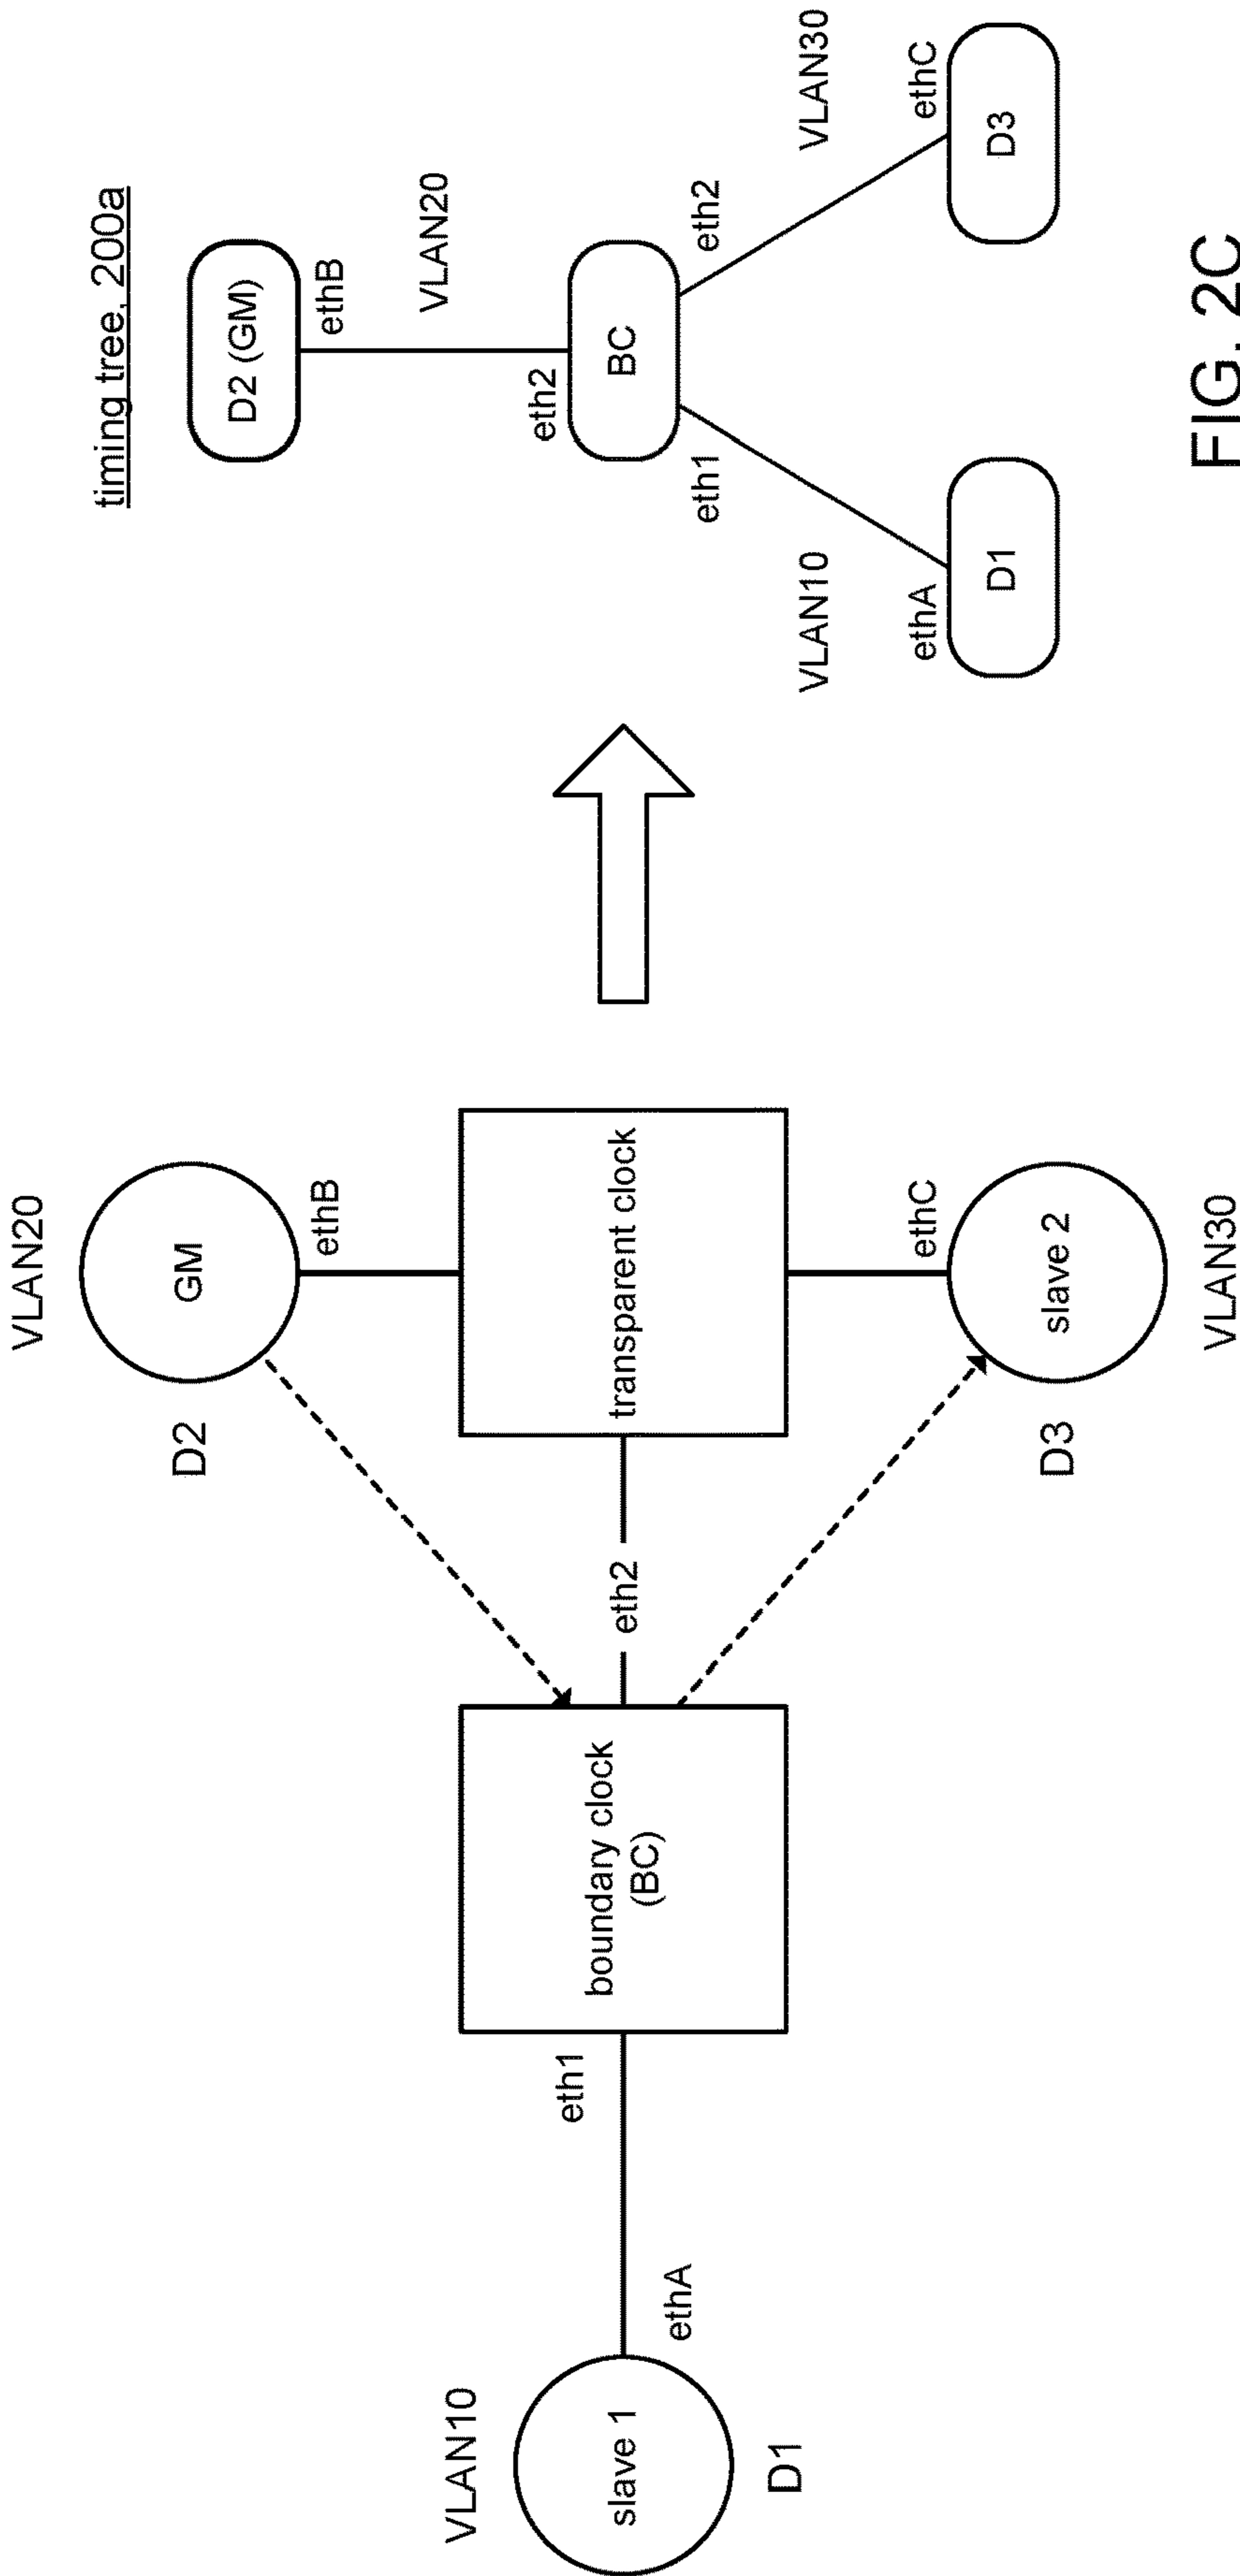 VLAN10
slave 1
D1
ethA
eth1
boundary clock
(BC)
eth2
VLAN20
D2
GM
ethB
transparent clock
ethC
D3
slave 2
VLAN30
timing tree, 200a
D2 (GM)
ethB
VLAN20
eth2
BC
eth1
eth2
VLAN10
VLAN30
ethA
ethC
D1
D3
FIG. 2C